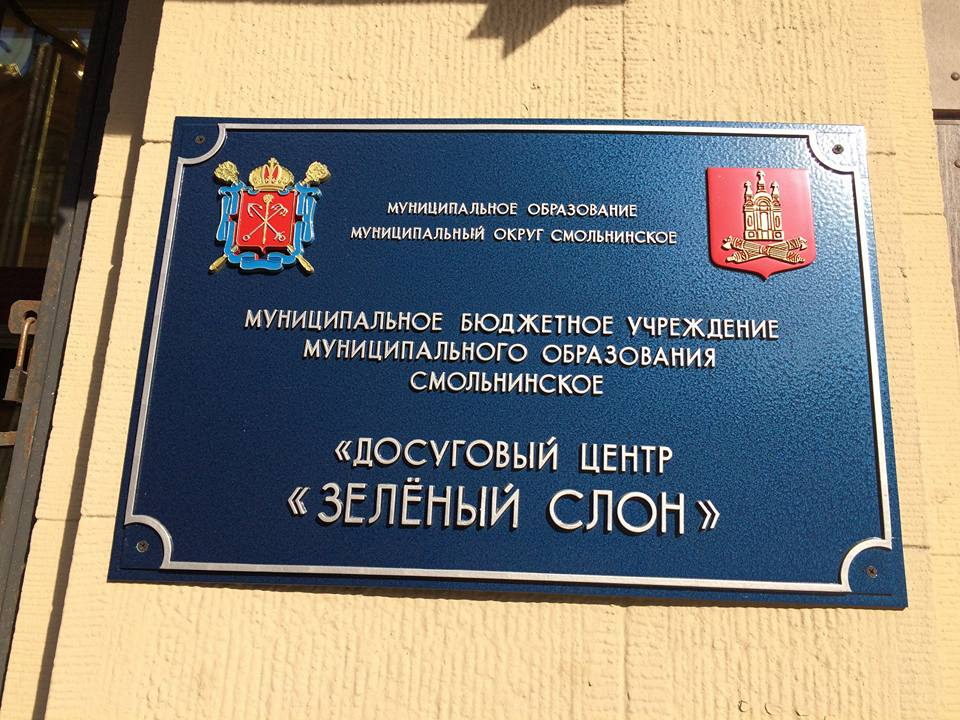 МУНИЦИПАЛЬНОЕ ОБРАЗОВАНИЕ
МУНИЦИПАЛЬНЫЙ ОКРУГ СМОЛЬНИНСКОЕ
МУНИЦИПАЛЬНОЕ БЮДЖЕТНОЕ УЧРЕЖДЕНИЕ
МУНИЦИПАЛЬНОГО ОБРАЗОВАНИЯ
СМОЛЬНИНСКОЕ
«ДОСУГОВЫЙ ЦЕНТР
«ЗЕЛЁНЫЙ СЛОН»